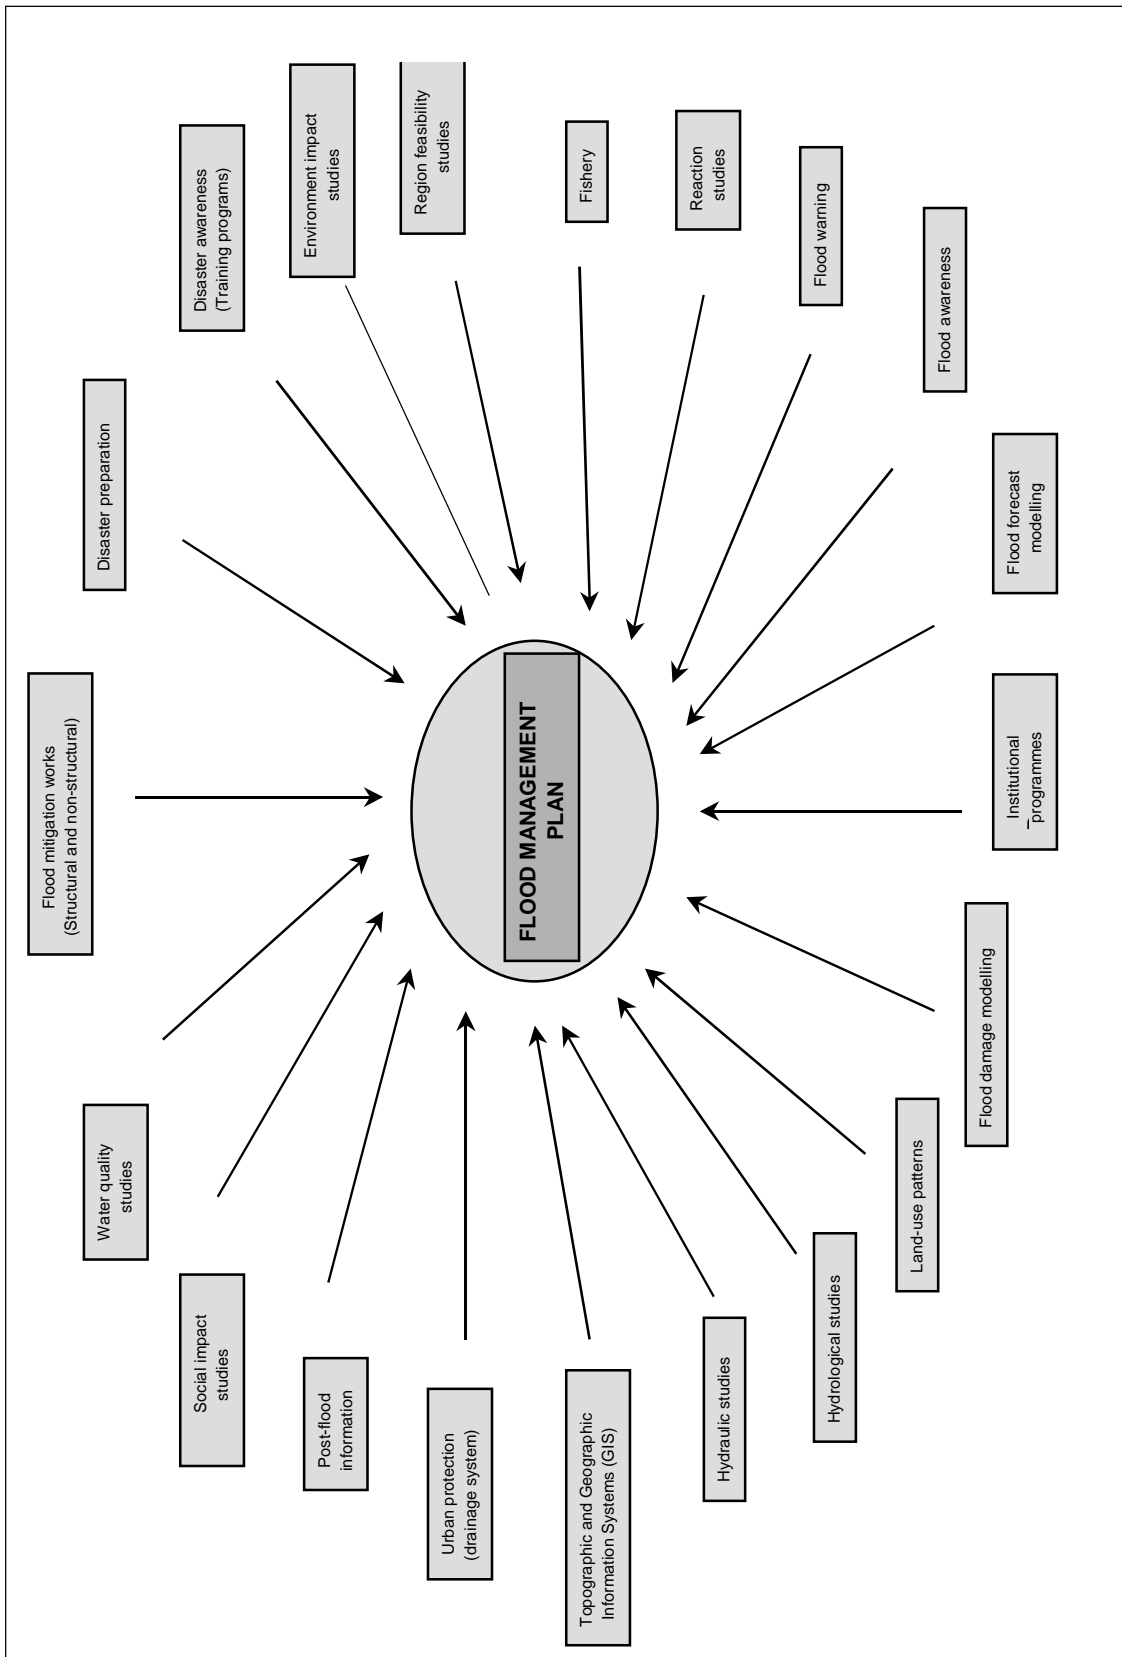 Flood mitigation works
(Structural and non-structural)
Disaster preparation
Disaster awareness
(Training programs)
Environment impact
studies
Region feasibility
studies
Fishery
Reaction
studies
Flood warning
Flood awareness
Flood forecast
modelling
Institutional
programmes
Flood damage modelling
Land-use patterns
Hydrological studies
Hydraulic studies
Topographic and Geographic
Information Systems (GIS)
Urban protection
(drainage system)
Post-flood
information
Social impact
studies
Water quality
studies
FLOOD MANAGEMENT
PLAN